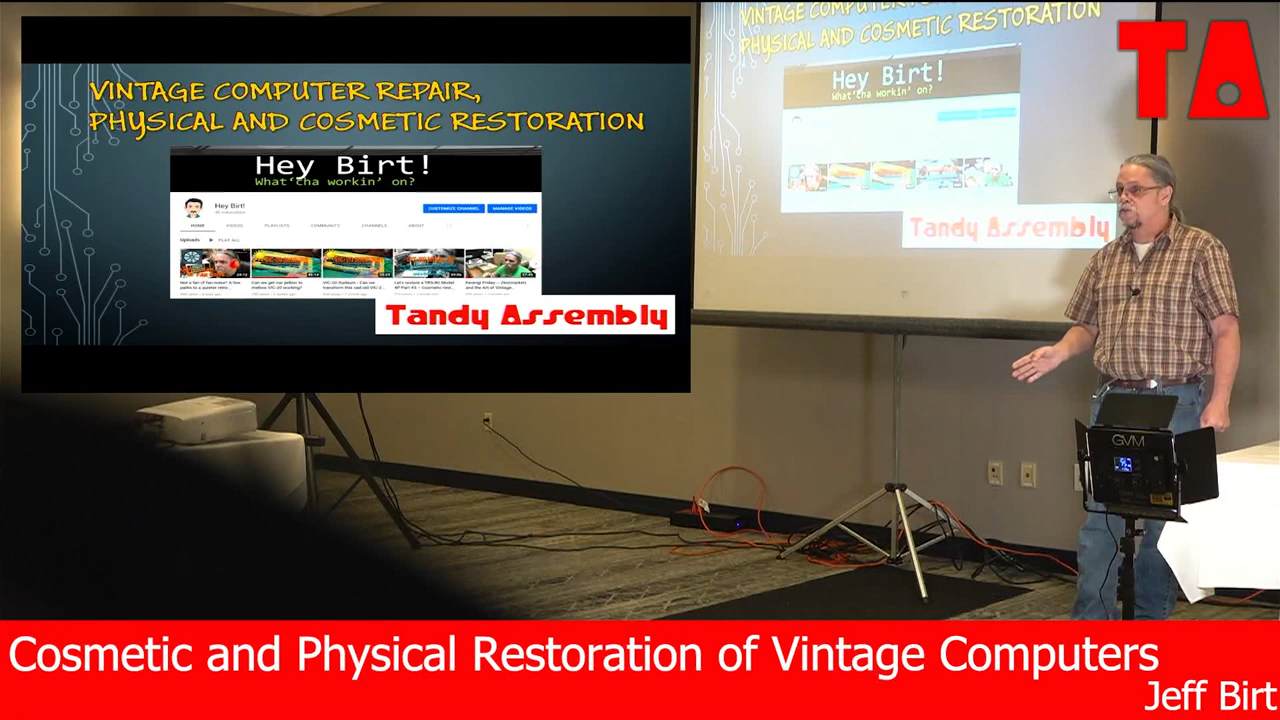 VINTAGE COMPUTER REPAIR,
PHYSICAL AND COSMETIC RESTORATION
Hey Birt!
What'cha workin' on?
Hey Birt!
CUSTOMIZE CHANNEL
MANAGE VIDEOS
HOME
VIDEOS
PLAYLISTS
COMMUNITY
CHANNELS
ABOUT
Uploads
PLAY ALL
Tandy Assembly
VINTAGE COMPUTER
PHYSICAL AND COSMETIC RESTORATION
Hey Birt!
What'cha workin' on?
Tandy Assembly
TA
GVM
Cosmetic and Physical Restoration of Vintage Computers
Jeff Birt